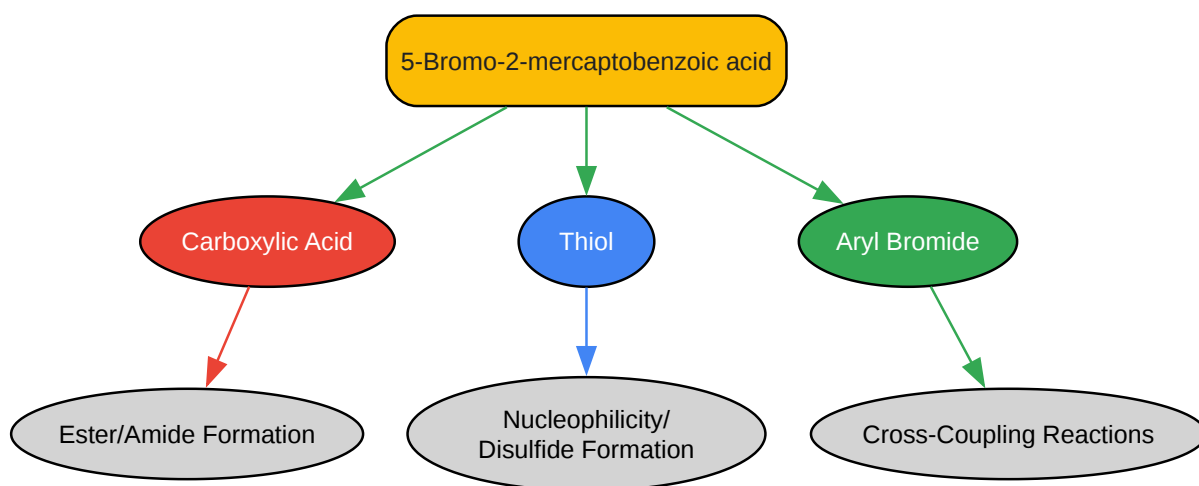 5-Bromo-2-mercaptobenzoic acid
Carboxylic Acid
Thiol
Aryl Bromide
Ester/Amide Formation
Nucleophilicity/
Disulfide Formation
Cross-Coupling Reactions